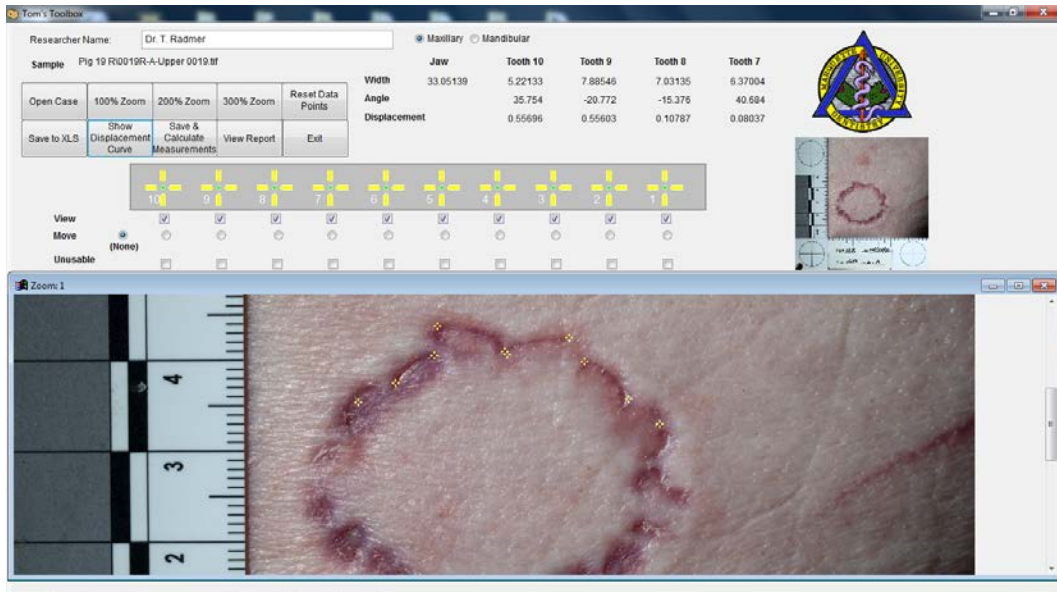 Tom's Toolbox
Researcher Name: Dr. T. Radmer Maxillary Mandibular
Sample Pig 19 R\0019R-A-Upper 0019.tif
Jaw Tooth 10 Tooth 9 Tooth 8 Tooth 7
Width 33.05139 5.22133 7.88546 7.03135 6.37004
Angle 35.754 -20.772 -15.376 40.684
Displacement 0.55696 0.55603 0.10787 0.08037
Open Case 100% Zoom 200% Zoom 300% Zoom Reset Data Points
Save to XLS Show Displacement Curve Save & Calculate Measurements View Report Exit
MARQUETTE UNIVERSITY DENTISTRY
10 9 8 7 6 5 4 3 2 1
View
Move (None)
Unusable
Zoom: 1
4
3
2